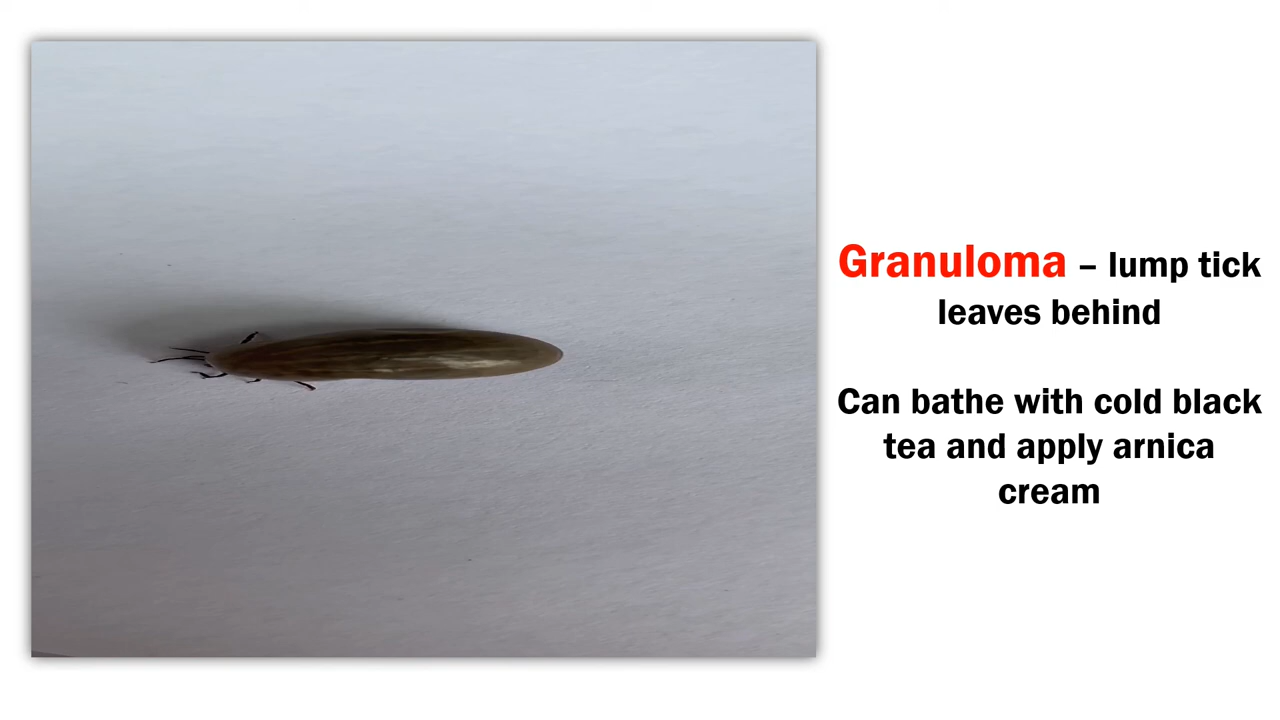 Granuloma – lump tick
leaves behind
Can bathe with cold black
tea and apply arnica
cream